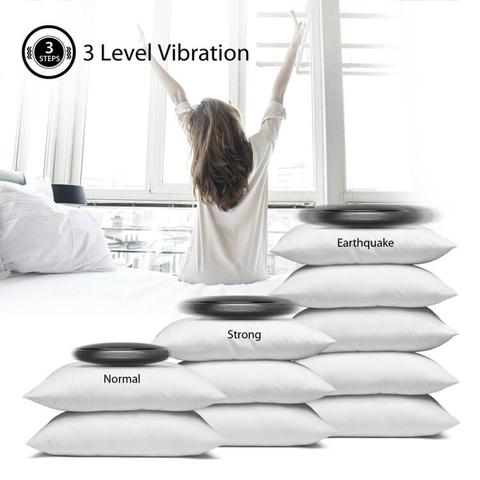 3
STEPS
3 Level Vibration
Earthquake
Strong
Normal